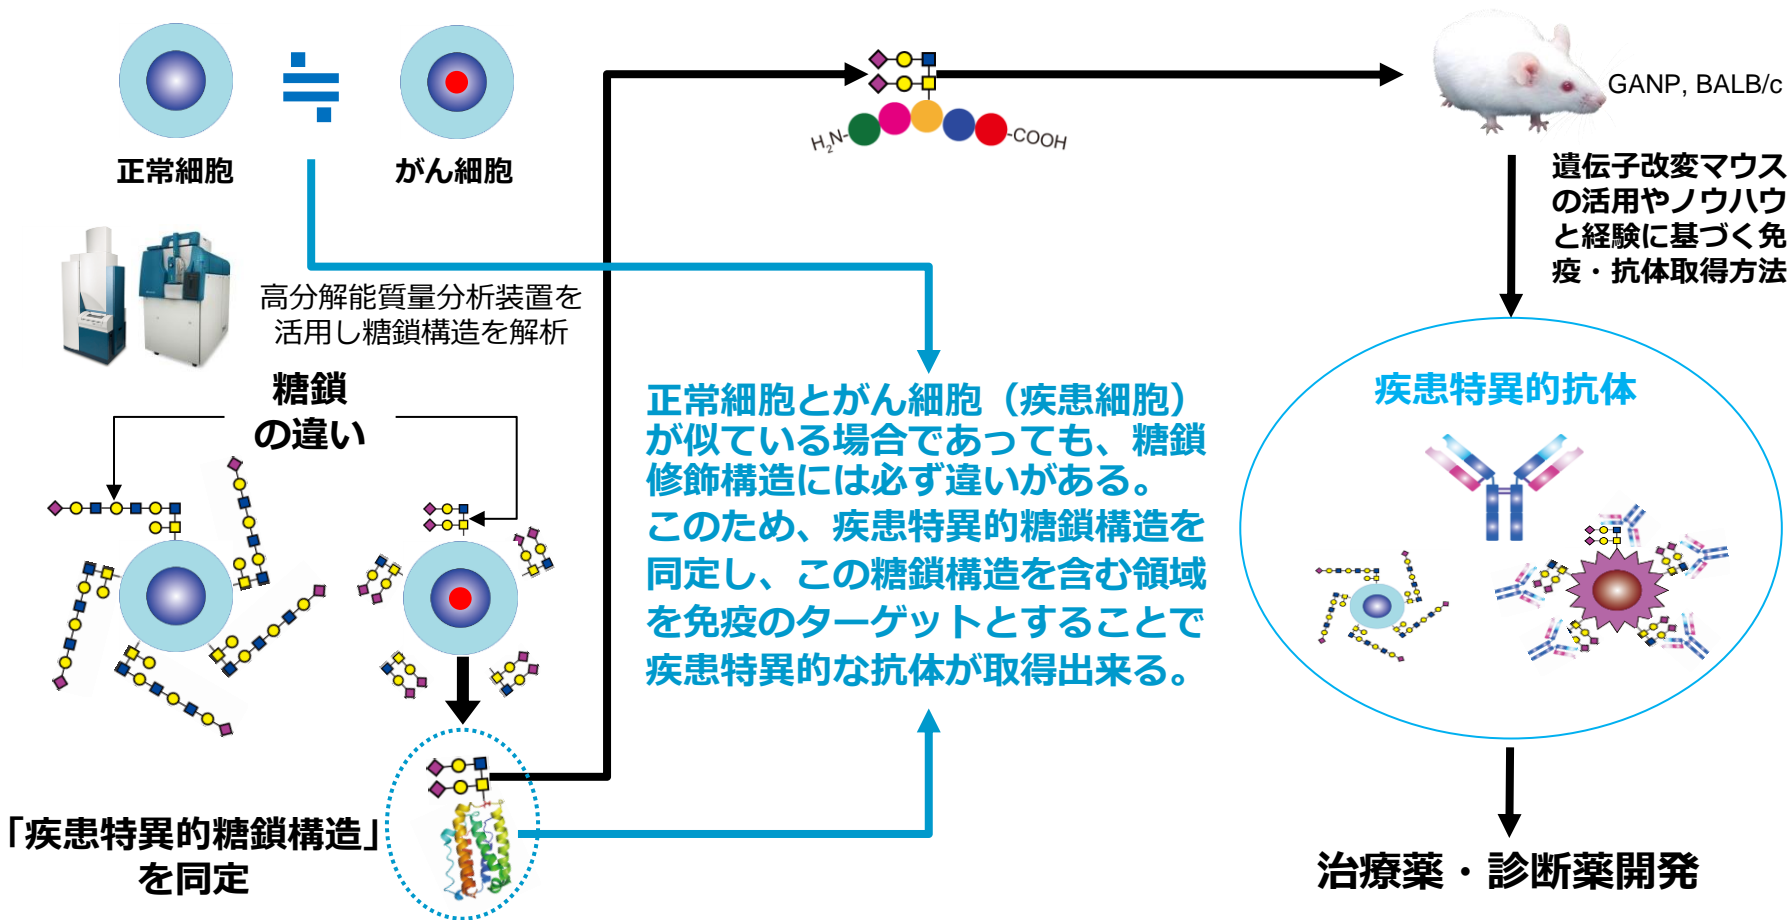 正常細胞
がん細胞
高分解能質量分析装置を
活用し糖鎖構造を解析
糖鎖
の違い
「疾患特異的糖鎖構造」
を同定
H2N-
-COOH
正常細胞とがん細胞（疾患細胞）
が似ている場合であっても、糖鎖
修飾構造には必ず違いがある。
このため、疾患特異的糖鎖構造を
同定し、この糖鎖構造を含む領域
を免疫のターゲットとすることで
疾患特異的な抗体が取得出来る。
GANP, BALB/c
遺伝子改変マウス
の活用やノウハウ
と経験に基づく免
疫・抗体取得方法
疾患特異的抗体
治療薬・診断薬開発